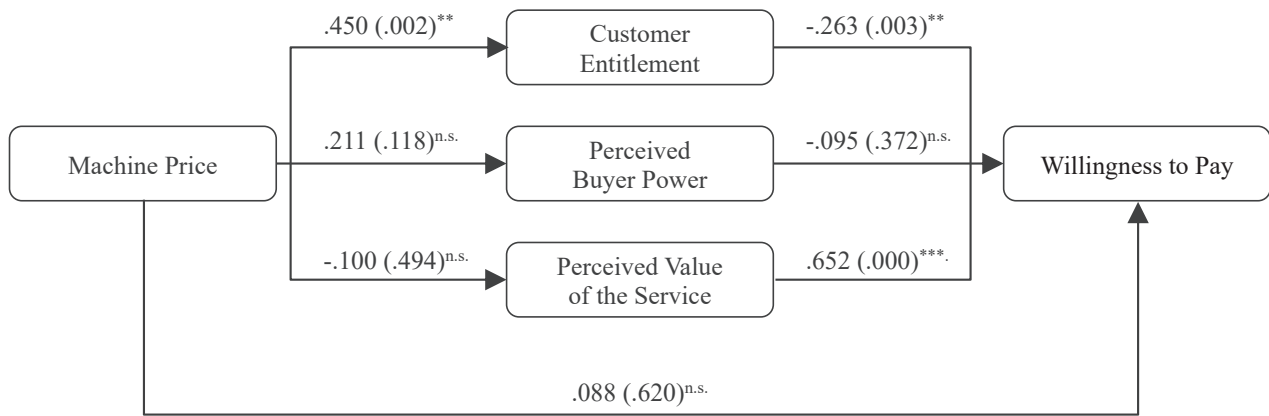 .450 (.002)**
Customer
Entitlement
-.263 (.003)**
Machine Price
.211 (.118)n.s.
Perceived
Buyer Power
-.095 (.372)n.s.
Willingness to Pay
-.100 (.494)n.s.
Perceived Value
of the Service
.652 (.000)***.
.088 (.620)n.s.